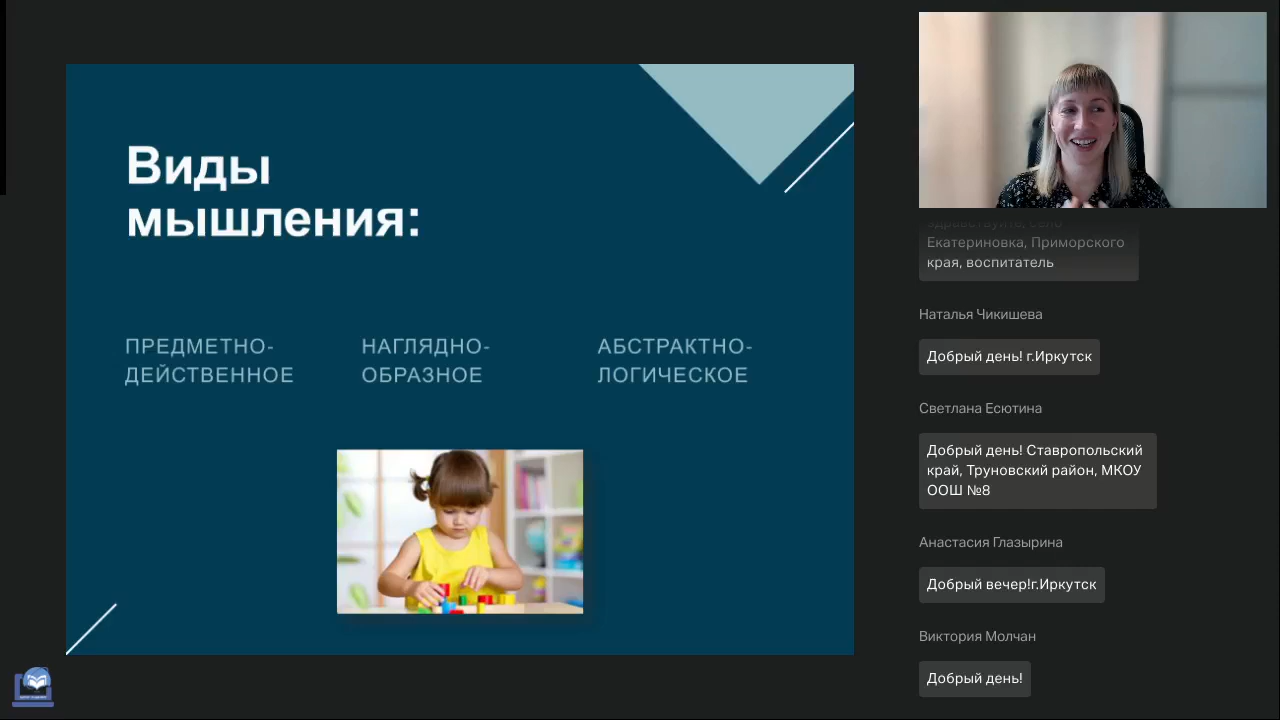 Виды
мышления:
ПРЕДМЕТНО-
ДЕЙСТВЕННОЕ
НАГЛЯДНО-
ОБРАЗНОЕ
АБСТРАКТНО-
ЛОГИЧЕСКОЕ
Екатериновка, Приморского
края, воспитатель
Наталья Чикишева
Добрый день! г.Иркутск
Светлана Есютина
Добрый день! Ставропольский
край, Труновский район, МКОУ
ООШ №8
Анастасия Глазырина
Добрый вечер!г.Иркутск
Виктория Молчан
Добрый день!